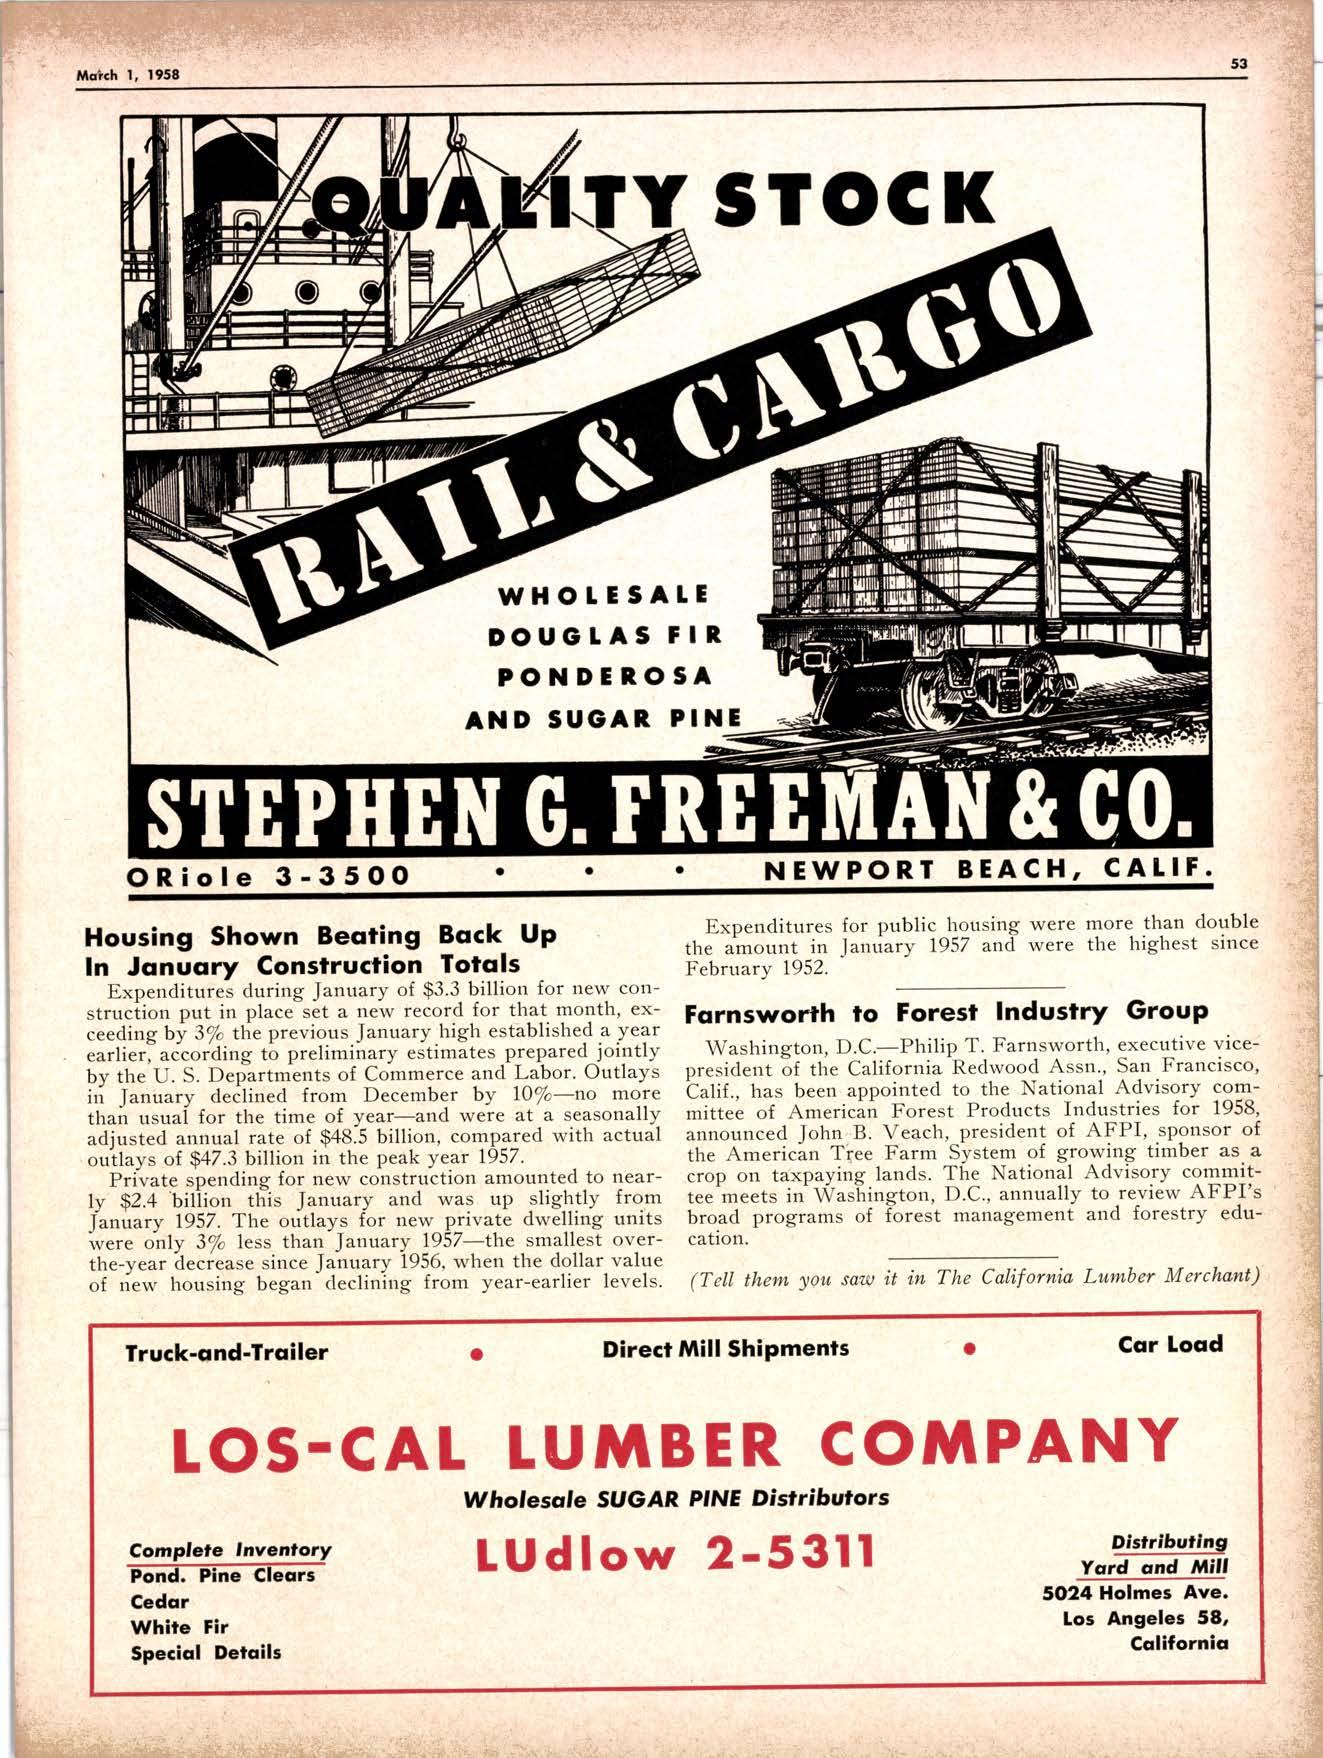 March 1, 1958
53
QUALITY STOCK
RAIL & CARGO
WHOLESALE
DOUGLAS FIR
PONDEROSA
AND SUGAR PINE
STEPHEN G. FREEMAN & CO.
ORiole 3-3500 • • • NEWPORT BEACH, CALIF.
Housing Shown Beating Back Up
In January Construction Totals
Expenditures during January of $3.3 billion for new con-
struction put in place set a new record for that month, ex-
ceeding by 3% the previous January high established a year
earlier, according to preliminary estimates prepared jointly
by the U. S. Departments of Commerce and Labor. Outlays
in January declined from December by 10%—no more
than usual for the time of year—and were at a seasonally
adjusted annual rate of $48.5 billion, compared with actual
outlays of $47.3 billion in the peak year 1957.
Private spending for new construction amounted to near-
ly $2.4 billion this January and was up slightly from
January 1957. The outlays for new private dwelling units
were only 3% less than January 1957—the smallest over-
the-year decrease since January 1956, when the dollar value
of new housing began declining from year-earlier levels.
Expenditures for public housing were more than double
the amount in January 1957 and were the highest since
February 1952.
Farnsworth to Forest Industry Group
Washington, D.C.—Philip T. Farnsworth, executive vice-
president of the California Redwood Assn., San Francisco,
Calif., has been appointed to the National Advisory com-
mittee of American Forest Products Industries for 1958,
announced John B. Veach, president of AFPI, sponsor of
the American Tree Farm System of growing timber as a
crop on taxpaying lands. The National Advisory commit-
tee meets in Washington, D.C., annually to review AFPI's
broad programs of forest management and forestry edu-
cation.
(Tell them you saw it in The California Lumber Merchant)
Truck-and-Trailer • Direct Mill Shipments • Car Load
LOS-CAL LUMBER COMPANY
Wholesale SUGAR PINE Distributors
LUdlow 2-5311
Complete Inventory
Pond. Pine Clears
Cedar
White Fir
Special Details
Distributing
Yard and Mill
5024 Holmes Ave.
Los Angeles 58,
California